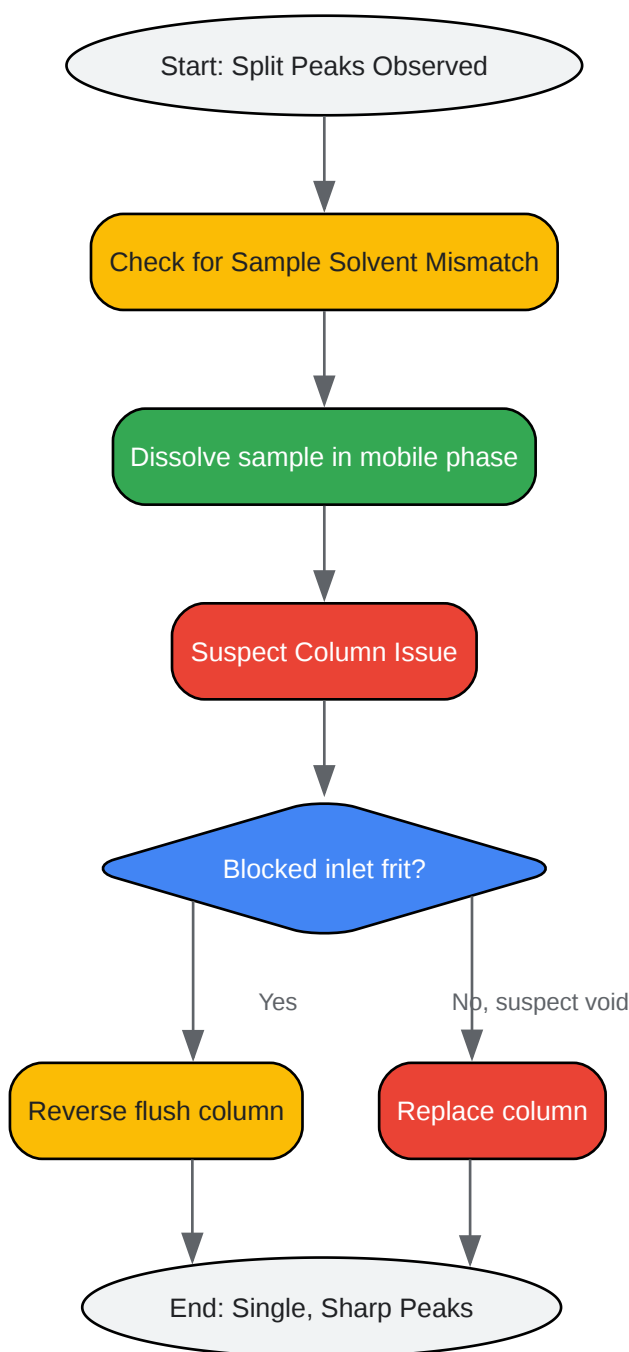 Start: Split Peaks Observed
Check for Sample Solvent Mismatch
Dissolve sample in mobile phase
Suspect Column Issue
Blocked inlet frit?
Yes
No, suspect void
Reverse flush column
Replace column
End: Single, Sharp Peaks